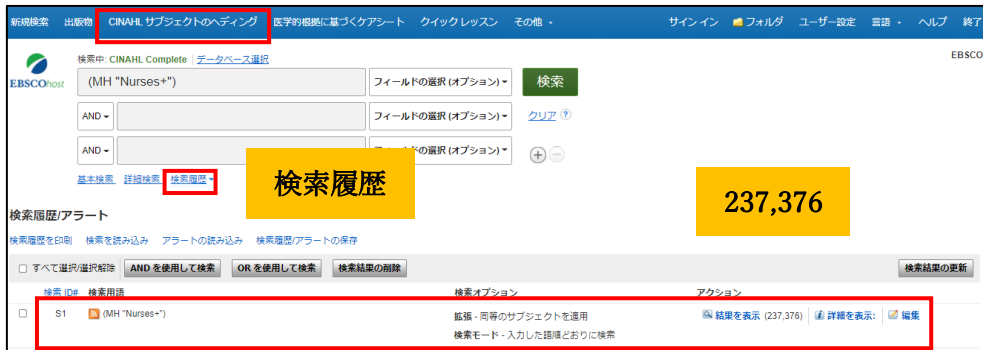 新規検索 出版物 CINAHL サブジェクトのヘディング 医学的根拠に基づくケアシート クイック レッスン その他 サイン イン フォルダ ユーザー設定 言語 ヘルプ 終了
検索中: CINAHL Complete データベース選択 EBSCO
EBSCOhost (MH "Nurses+") フィールドの選択 (オプション) 検索
AND フィールドの選択 (オプション) クリア ?
AND フィールドの選択 (オプション)
基本検索 詳細検索 検索履歴
検索履歴
237,376
検索履歴/アラート
検索履歴を印刷 検索を読み込み アラートの読み込み 検索履歴/アラートの保存
すべて選択/選択解除 AND を使用して検索 OR を使用して検索 検索結果の削除 検索結果の更新
検索 ID# 検索用語 検索オプション アクション
S1 (MH "Nurses+") 拡張 - 同等のサブジェクトを適用 結果を表示 (237,376) 詳細を表示: 編集
検索モード - 入力した語順どおりに検索